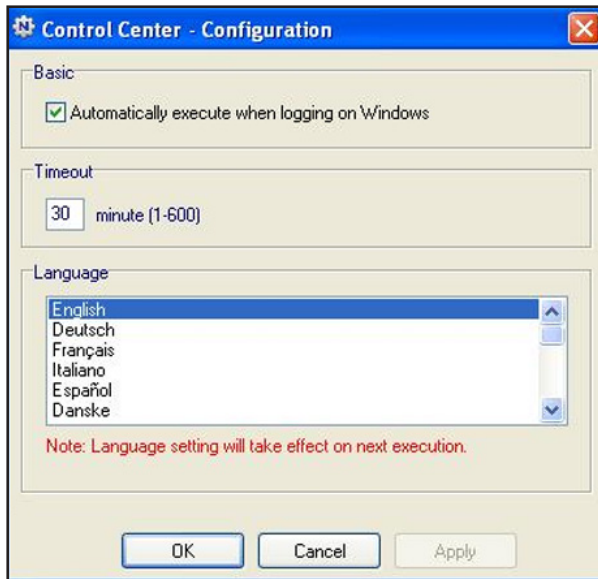 Control Center - Configuration
Basic
Automatically execute when logging on Windows
Timeout
30 minute (1-600)
Language
English
Deutsch
Français
Italiano
Español
Danske
Note: Language setting will take effect on next execution.
OK Cancel Apply